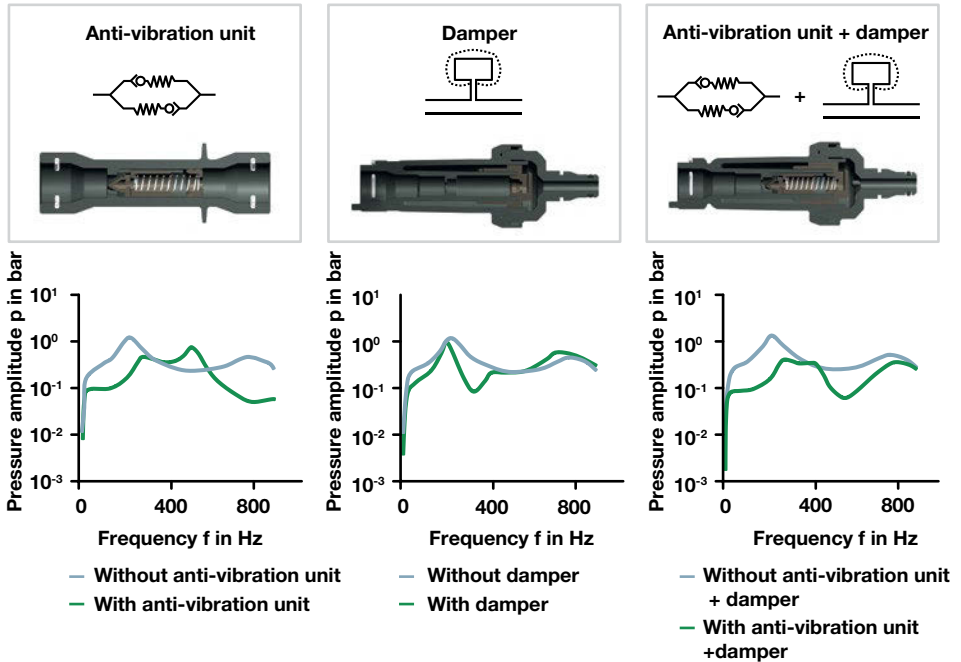 Anti-vibration unit
Damper
Anti-vibration unit + damper
+
Pressure amplitude p in bar
10¹
10⁰
10⁻¹
10⁻²
10⁻³
0
400
800
Frequency f in Hz
Without anti-vibration unit
With anti-vibration unit
Pressure amplitude p in bar
10¹
10⁰
10⁻¹
10⁻²
10⁻³
0
400
800
Frequency f in Hz
Without damper
With damper
Pressure amplitude p in bar
10¹
10⁰
10⁻¹
10⁻²
10⁻³
0
400
800
Frequency f in Hz
Without anti-vibration unit
+ damper
With anti-vibration unit
+damper